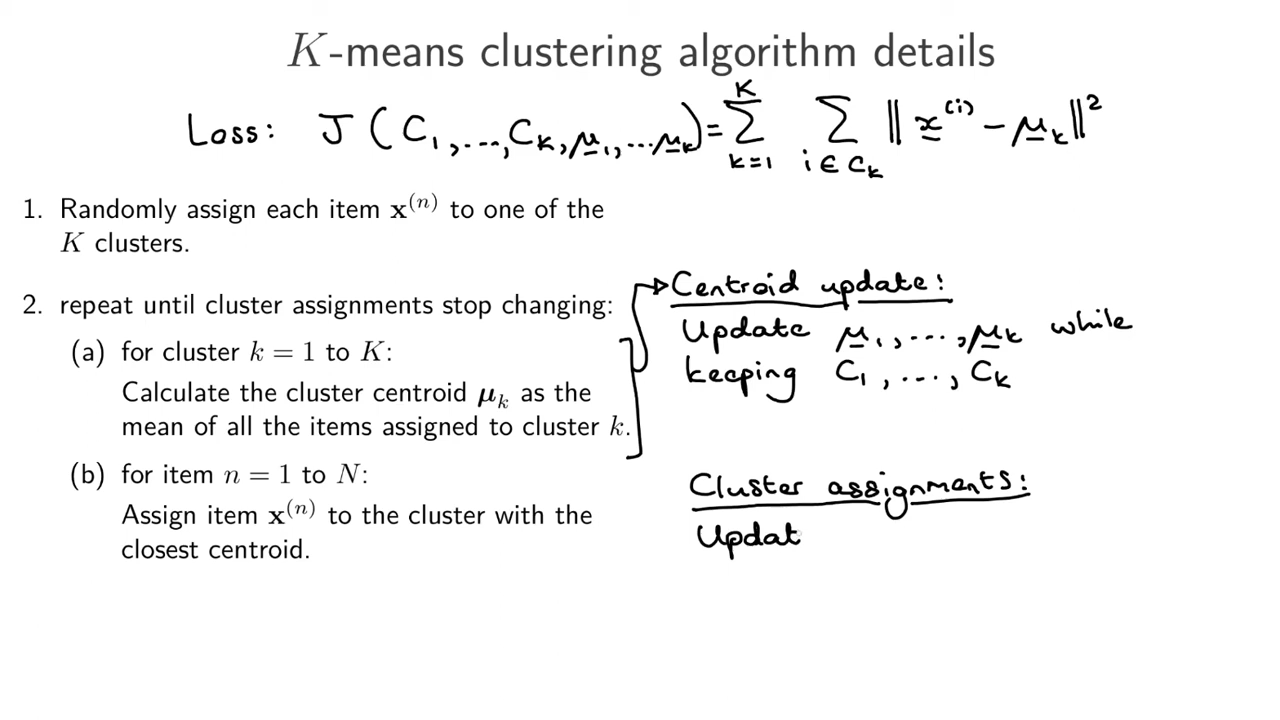 K-means clustering algorithm details
Loss: J(C₁,...,Cₖ,μ₁,...μₖ)=∑ₖ₌₁ᴷ ∑ᵢ∈Cₖ ‖x⁽ⁱ⁾-μₖ‖²
1. Randomly assign each item x⁽ⁿ⁾ to one of the
K clusters.
2. repeat until cluster assignments stop changing:
(a) for cluster k = 1 to K:
Calculate the cluster centroid μₖ as the
mean of all the items assigned to cluster k.
(b) for item n = 1 to N:
Assign item x⁽ⁿ⁾ to the cluster with the
closest centroid.
Centroid update:
Update μ₁,...,μₖ while
keeping C₁,...,Cₖ
Cluster assignments:
Updat